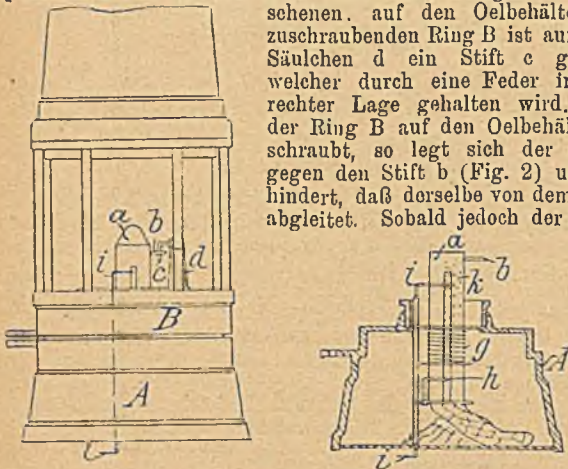 schenen. auf den Oelbehälte
zuschraubenden Ring B ist au
Säulchen d ein Stift c g
welcher durch eine Feder in
rechter Lage gehalten wird.
der Ring B auf den Oelbehäl
schraubt, so legt sich der
gegen den Stift b (Fig. 2) u
hindert, daß derselbe von dem
abgleitet. Sobald jedoch der
a
b
i
c
d
B
A
i
a
b
i
k
g
h
A
i